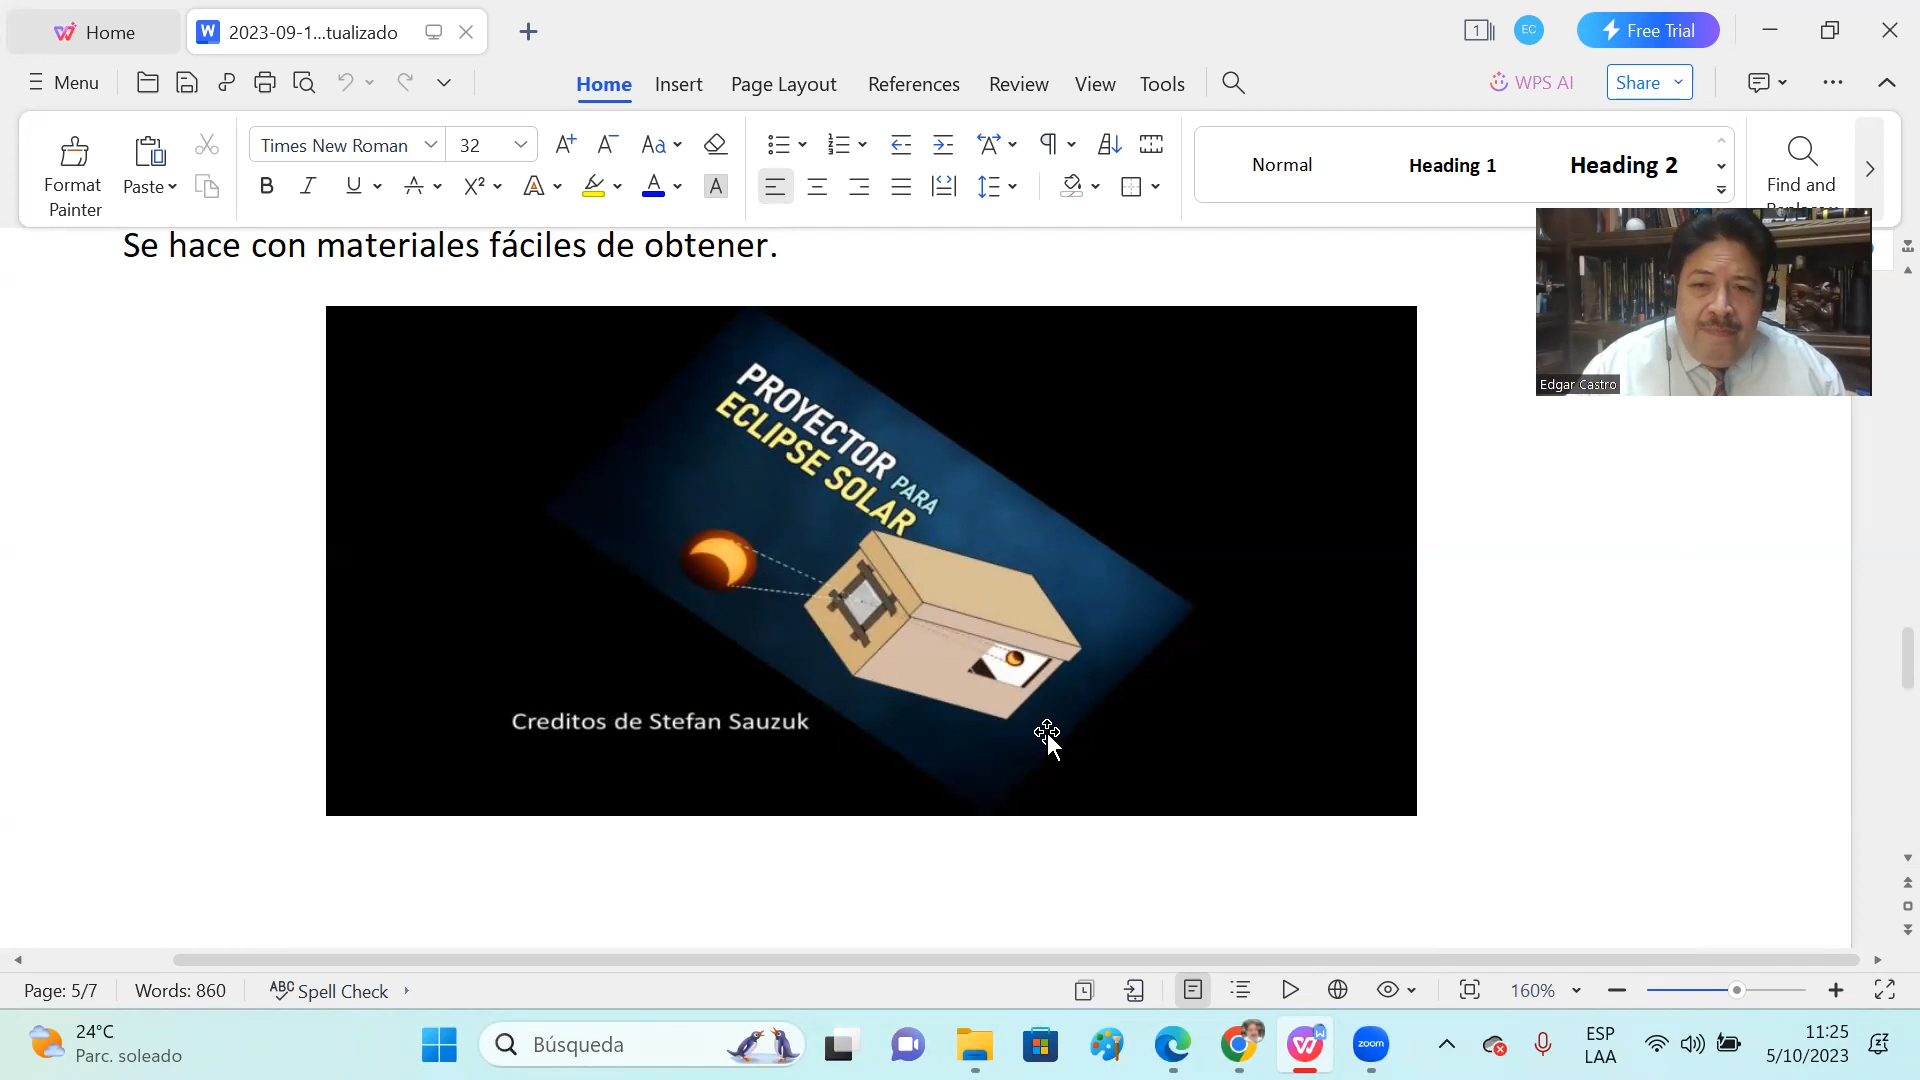 Home
2023-09-1...tualizado
1
EC
Free Trial
Menu
Home
Insert
Page Layout
References
Review
View
Tools
WPS AI
Share
Format
Painter
Paste
Times New Roman
32
Normal
Heading 1
Heading 2
Find and
Se hace con materiales fáciles de obtener.
PROYECTOR PARA
ECLIPSE SOLAR
Creditos de Stefan Sauzuk
Edgar Castro
Page: 5/7
Words: 860
Spell Check
160%
24°C
Parc. soleado
Búsqueda
zoom
ESP
LAA
11:25
5/10/2023